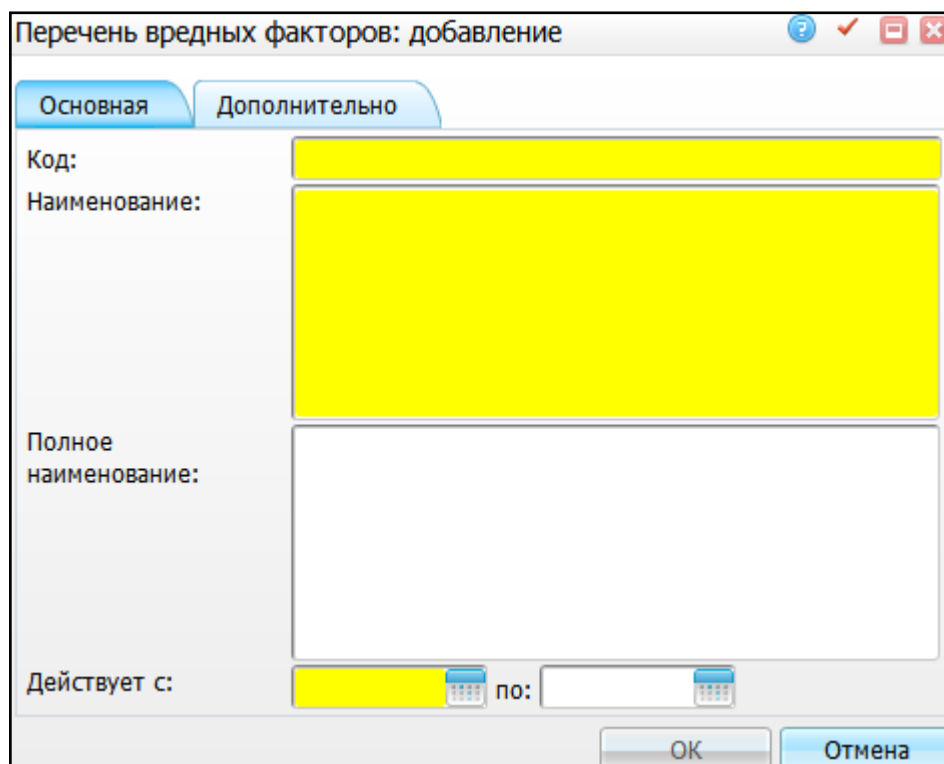 Перечень вредных факторов: добавление
Основная Дополнительно
Код:
Наименование:
Полное
наименование:
Действует с: по:
ОК Отмена